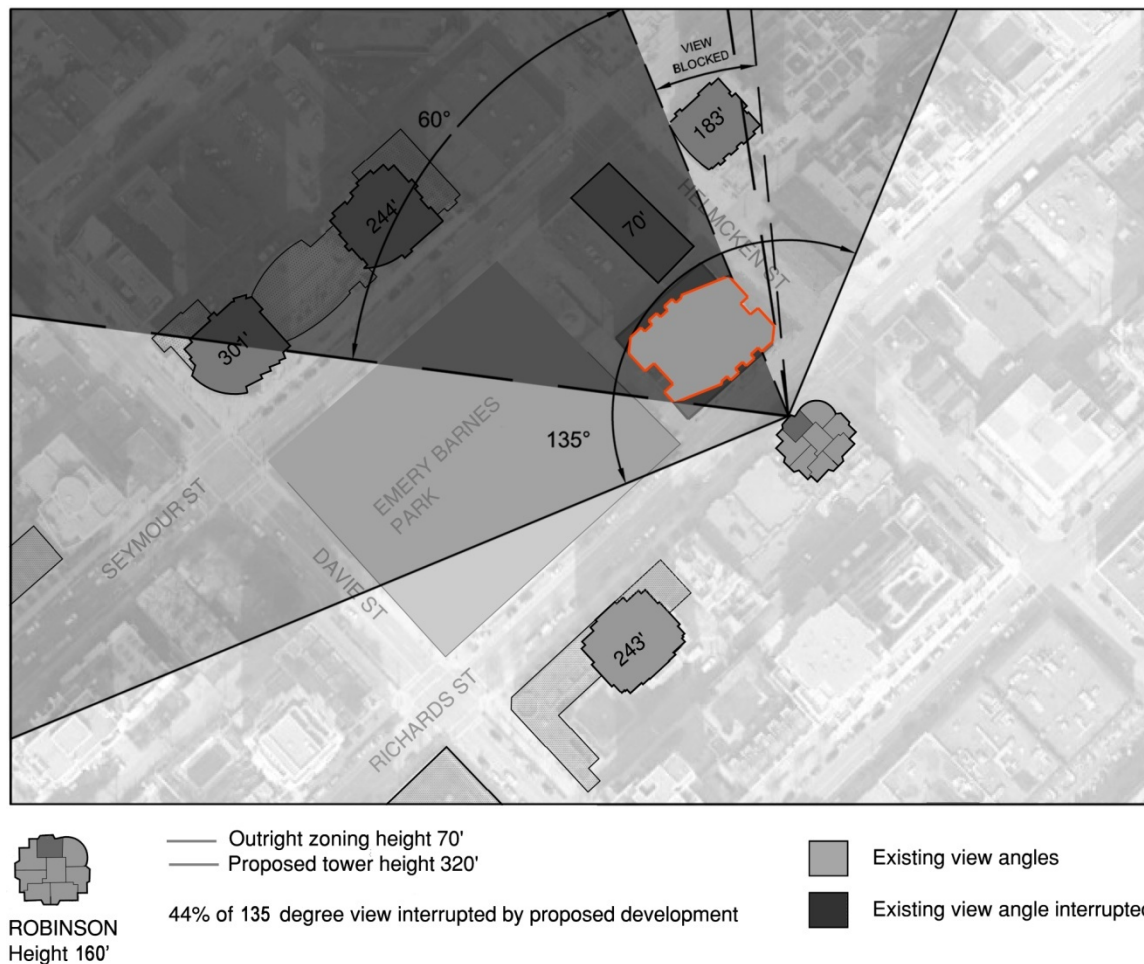 VIEW
BLOCKED
60°
183'
244'
70'
HELMCKEN ST
301'
EMERY BARNES
PARK
135°
SEYMOUR ST
DAVIE ST
243'
RICHARDS ST
ROBINSON
Height 160'
Outright zoning height 70'
Proposed tower height 320'
44% of 135 degree view interrupted by proposed development
Existing view angles
Existing view angle interrupted